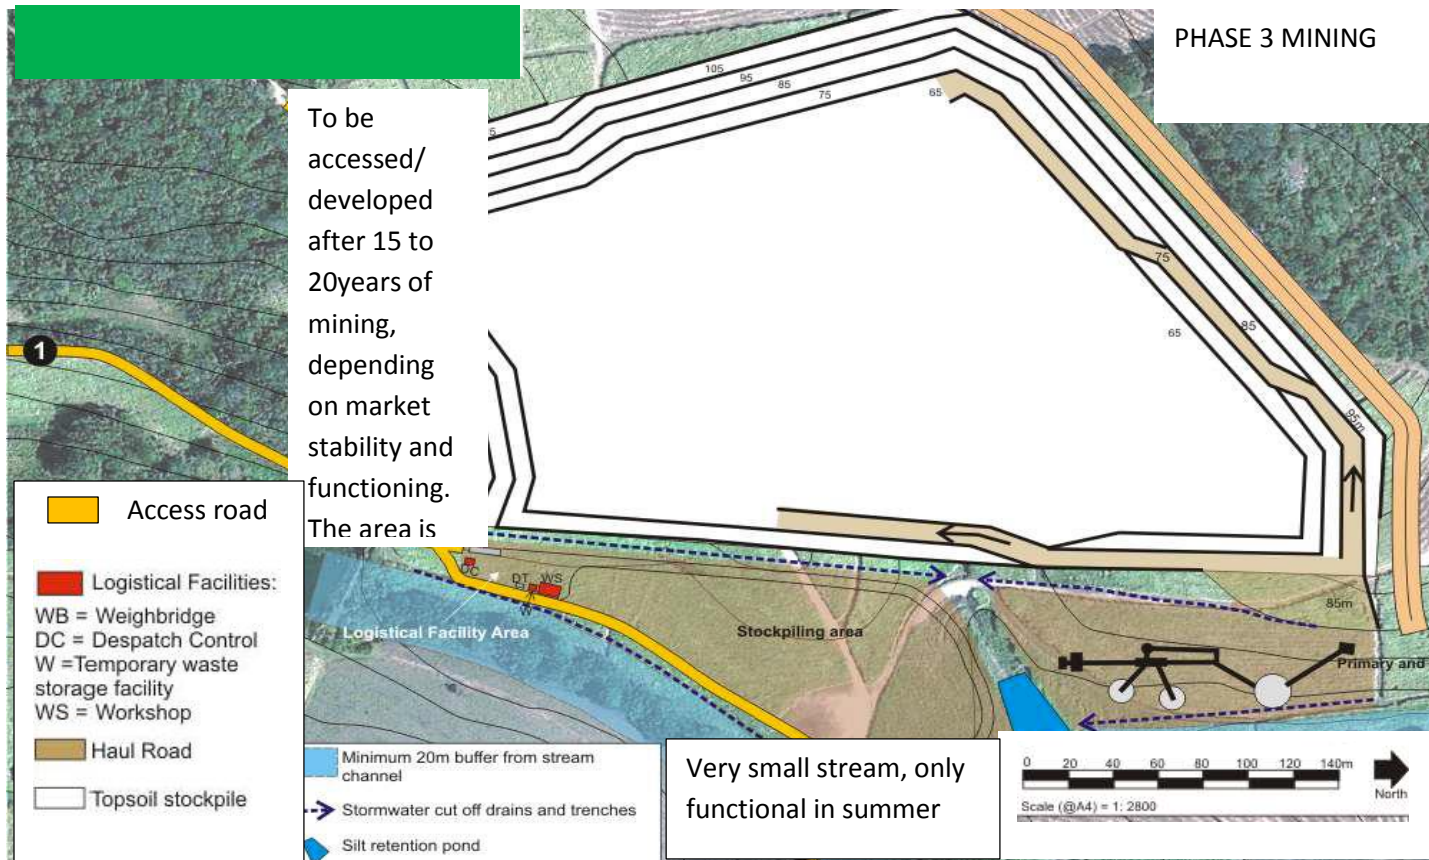 PHASE 3 MINING
To be
accessed/
developed
after 15 to
20years of
mining,
depending
on market
stability and
functioning.
The area is
105
95
85
75
65
5
75
85
65
95m
85m
1
DC
DT
WS
W
Logistical Facility Area
Stockpiling area
Primary and
Access road
Logistical Facilities:
WB = Weighbridge
DC = Despatch Control
W =Temporary waste
storage facility
WS = Workshop
Haul Road
Topsoil stockpile
Minimum 20m buffer from stream
channel
Stormwater cut off drains and trenches
Silt retention pond
Very small stream, only
functional in summer
0 20 40 60 80 100 120 140m
Scale (@A4) = 1: 2800
North